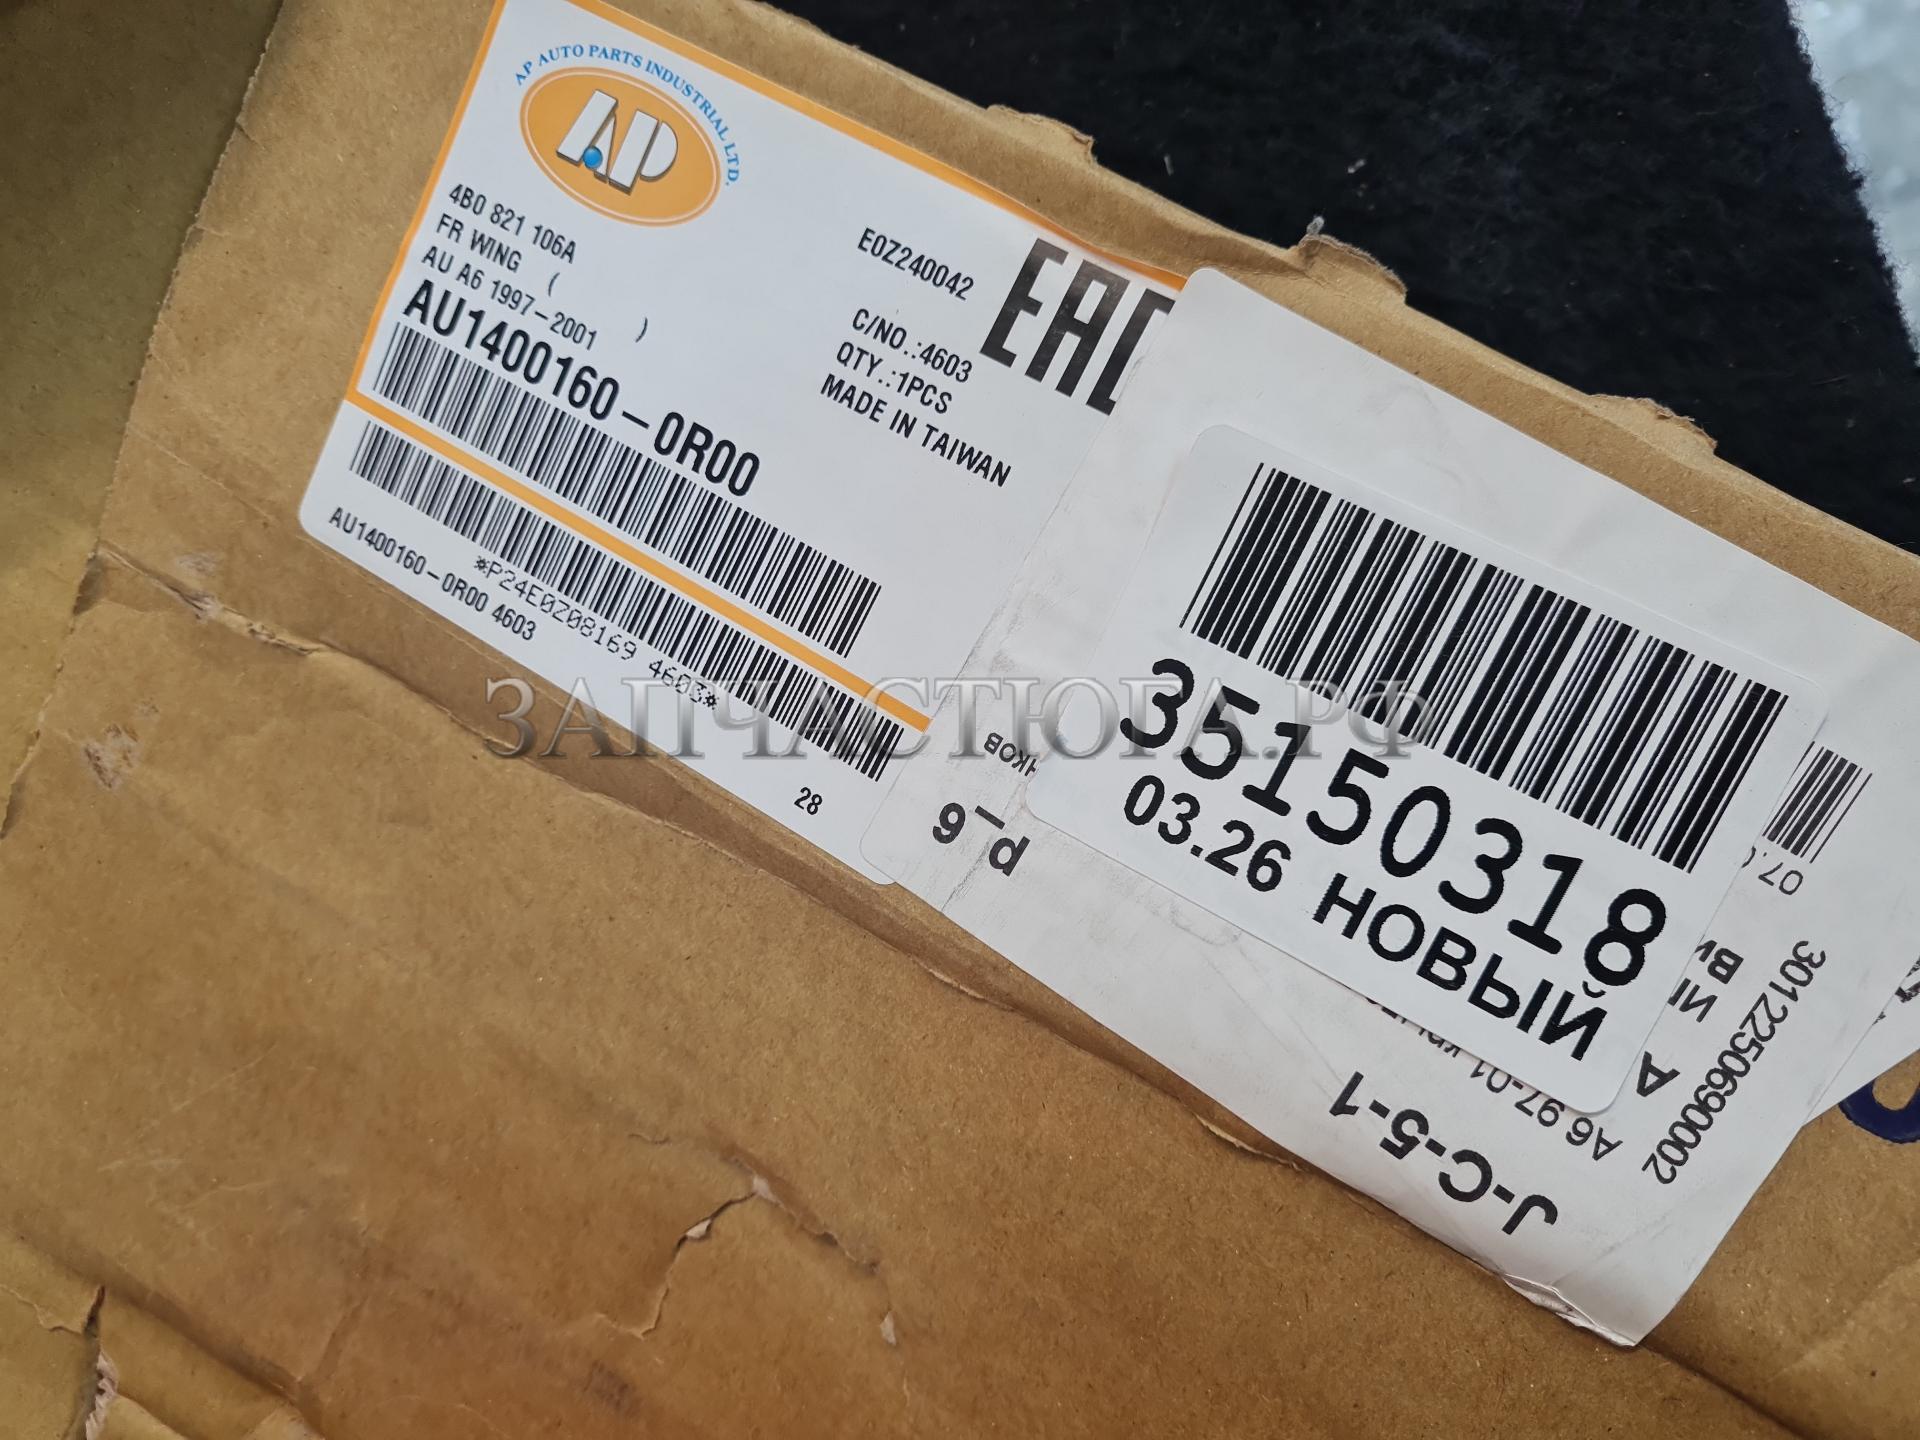 AP AUTO PARTS INDUSTRIAL LTD.
AP
4B0 821 106A
FR WING (
AU A6 1997-2001 )
AU1400160-0R00
E0Z240042
C/NO.:4603
QTY.:1PCS
MADE IN TAIWAN
EAC
*P24E0Z08169 4603*
AU1400160-0R00 4603
28
35150318
03.26 НОВЫЙ
P_6
J-C-5-1
A6 97-01
3012250690002
ЗАПЧАСТЮГА.РФ